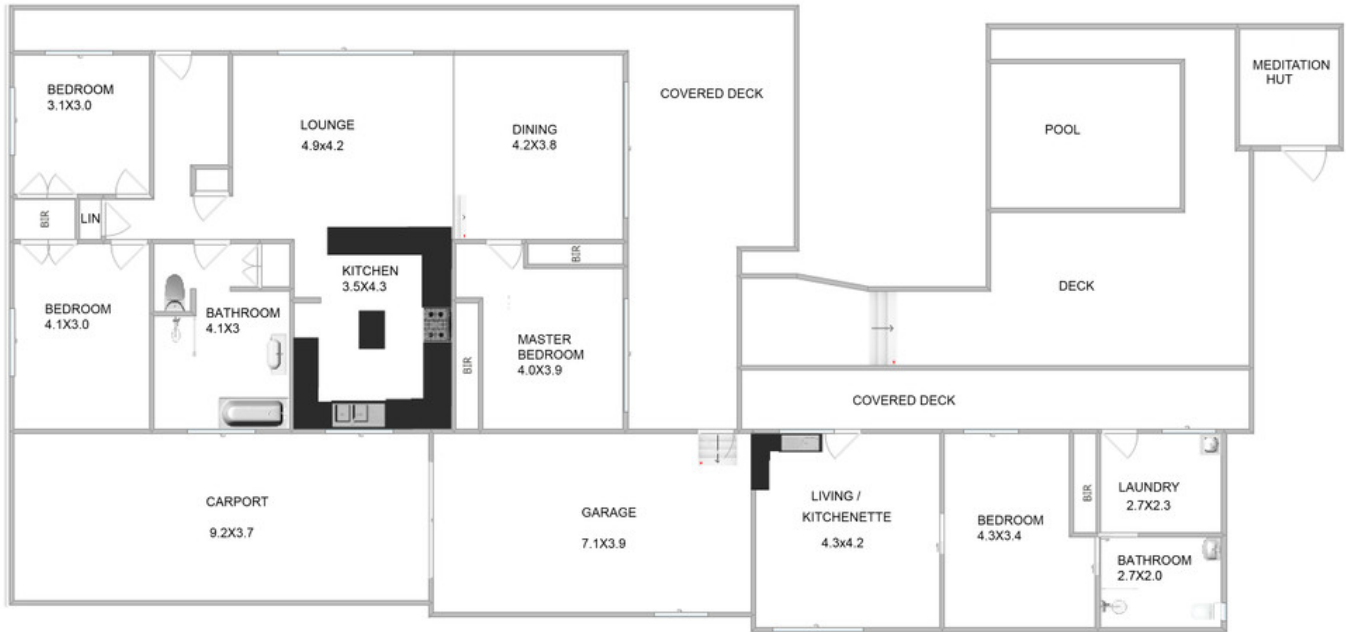 BEDROOM
3.1X3.0
LOUNGE
4.9x4.2
DINING
4.2X3.8
COVERED DECK
POOL
MEDITATION
HUT
BIR
LIN
BEDROOM
4.1X3.0
BATHROOM
4.1X3
KITCHEN
3.5X4.3
BIR
BIR
MASTER
BEDROOM
4.0X3.9
DECK
COVERED DECK
CARPORT
9.2X3.7
GARAGE
7.1X3.9
LIVING /
KITCHENETTE
4.3x4.2
BEDROOM
4.3X3.4
BIR
LAUNDRY
2.7X2.3
BATHROOM
2.7X2.0